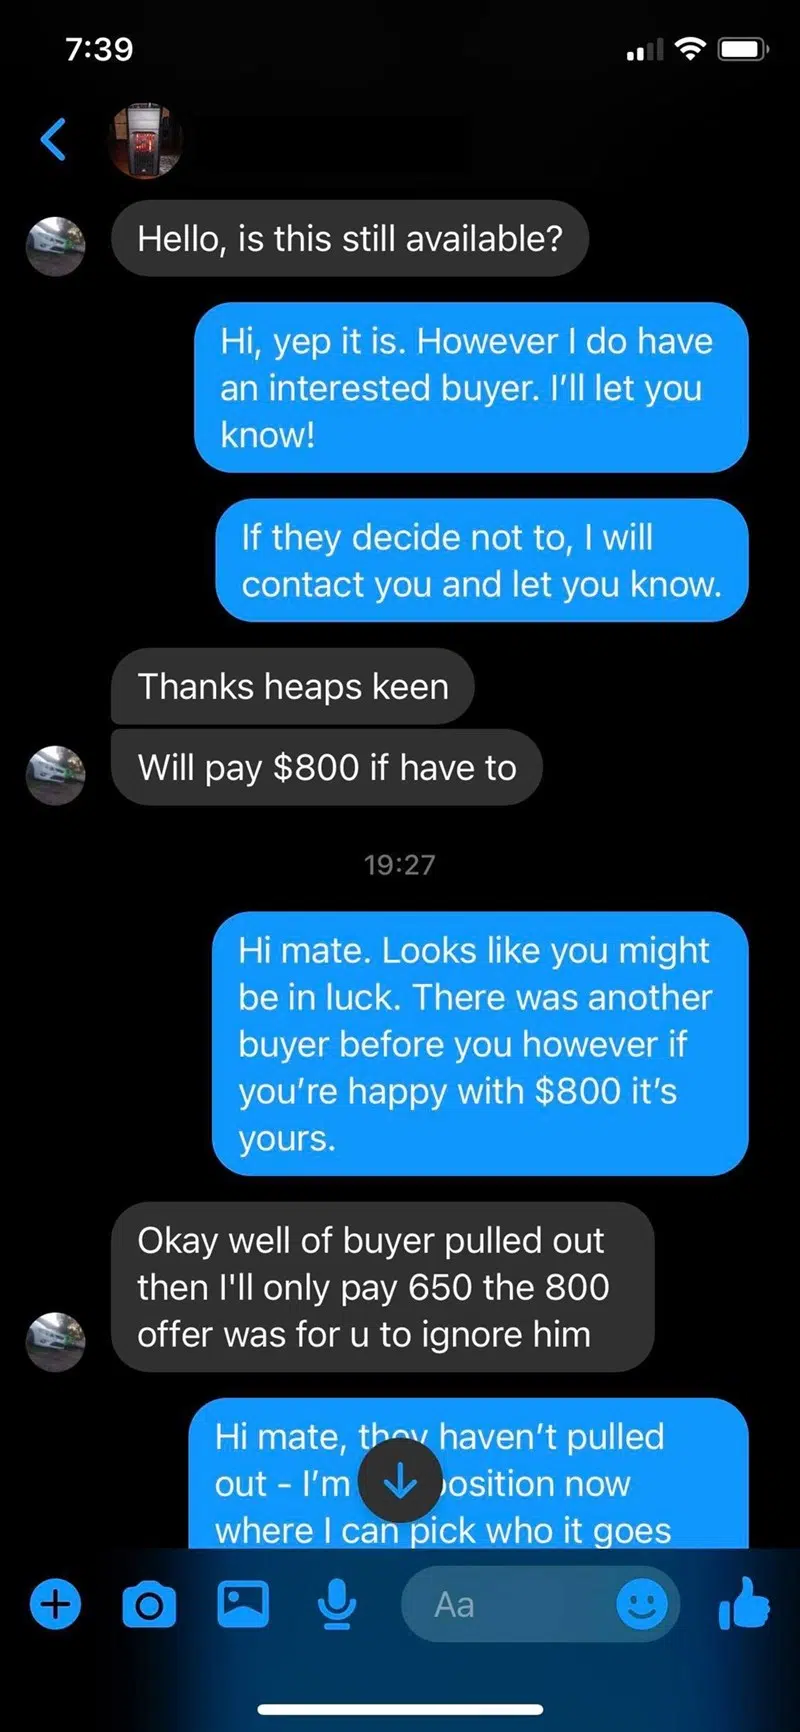 7:39
Hello, is this still available?
Hi, yep it is. However I do have
an interested buyer. I'll let you
know!
If they decide not to, I will
contact you and let you know.
Thanks heaps keen
Will pay $800 if have to
19:27
Hi mate. Looks like you might
be in luck. There was another
buyer before you however if
you're happy with $800 it's
yours.
Okay well of buyer pulled out
then I'll only pay 650 the 800
offer was for u to ignore him
Hi mate, they haven't pulled
out - I'm position now
where I can pick who it goes
Aa